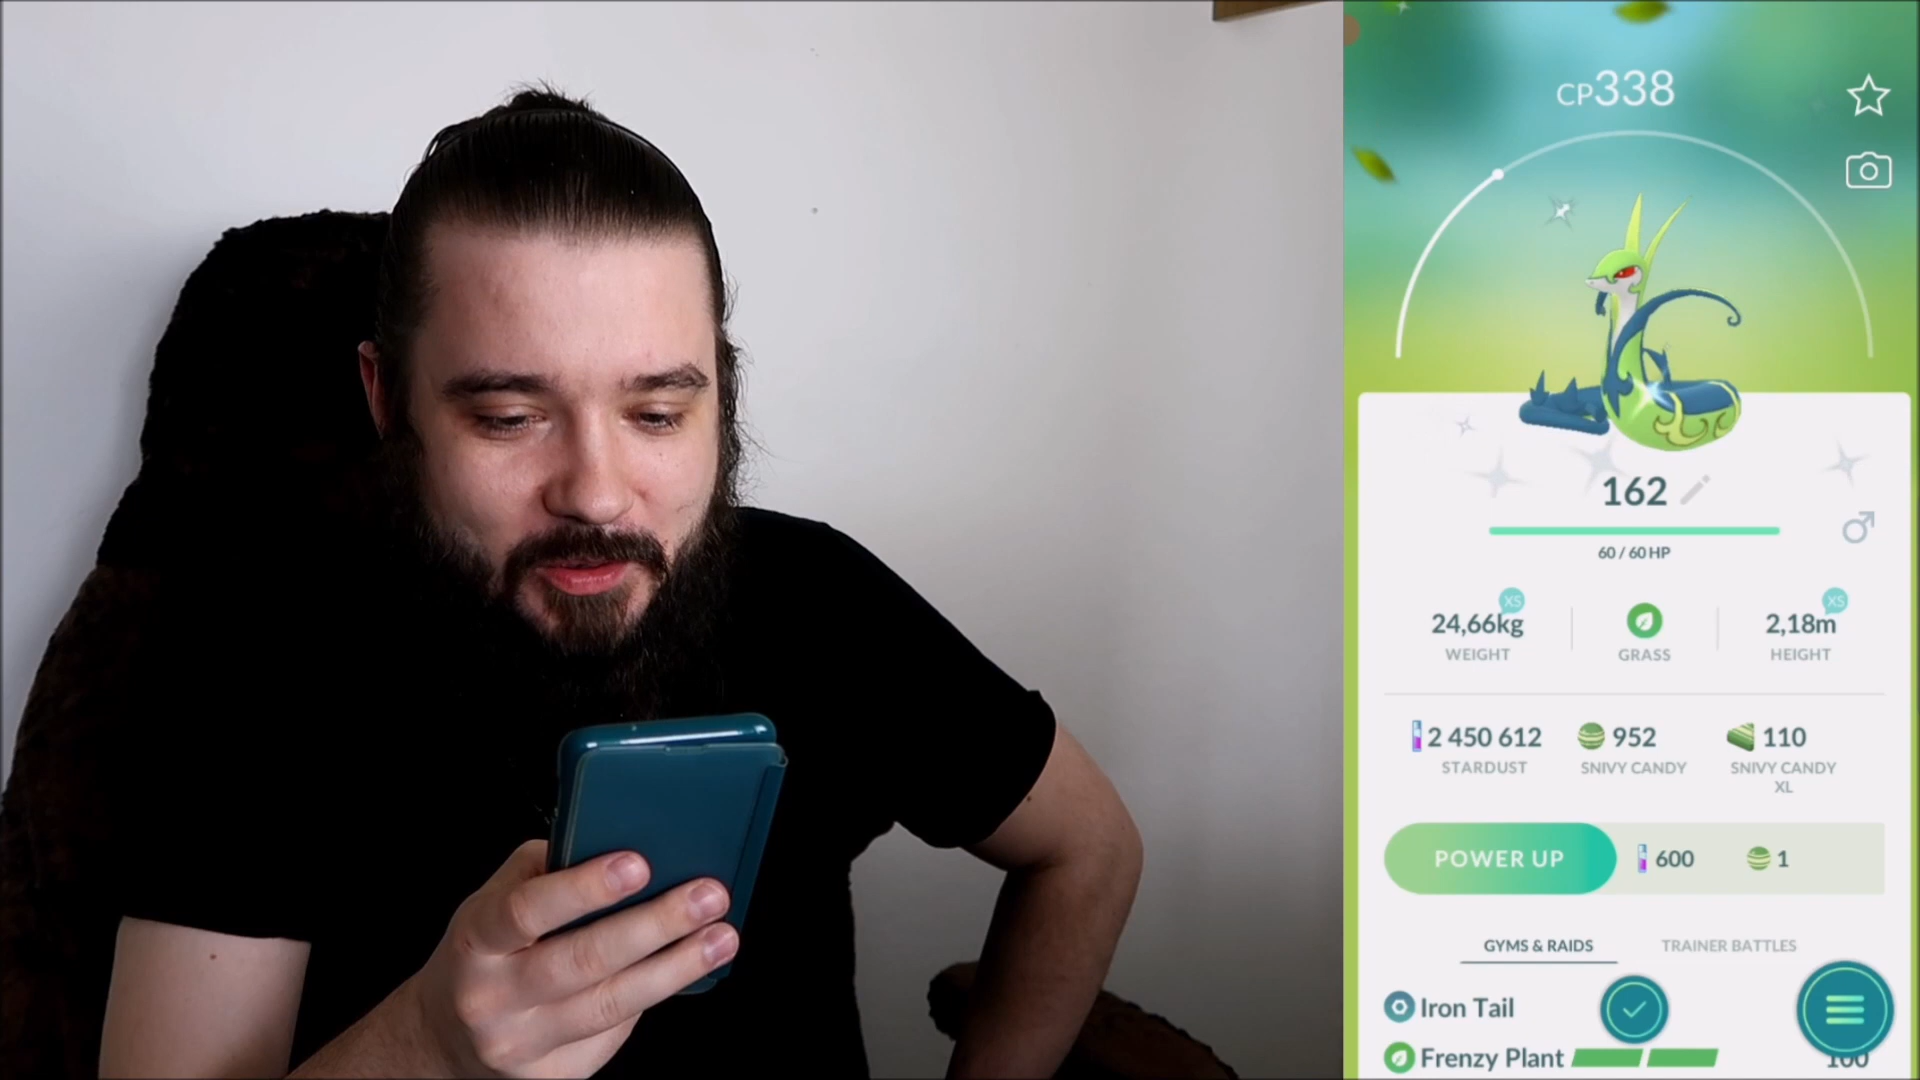 CP338
162
60 / 60 HP
XS XS
24,66kg 2,18m
WEIGHT GRASS HEIGHT
2 450 612 952 110
STARDUST SNIVY CANDY SNIVY CANDY
XL
POWER UP 600 1
GYMS & RAIDS TRAINER BATTLES
Iron Tail
Frenzy Plant 100